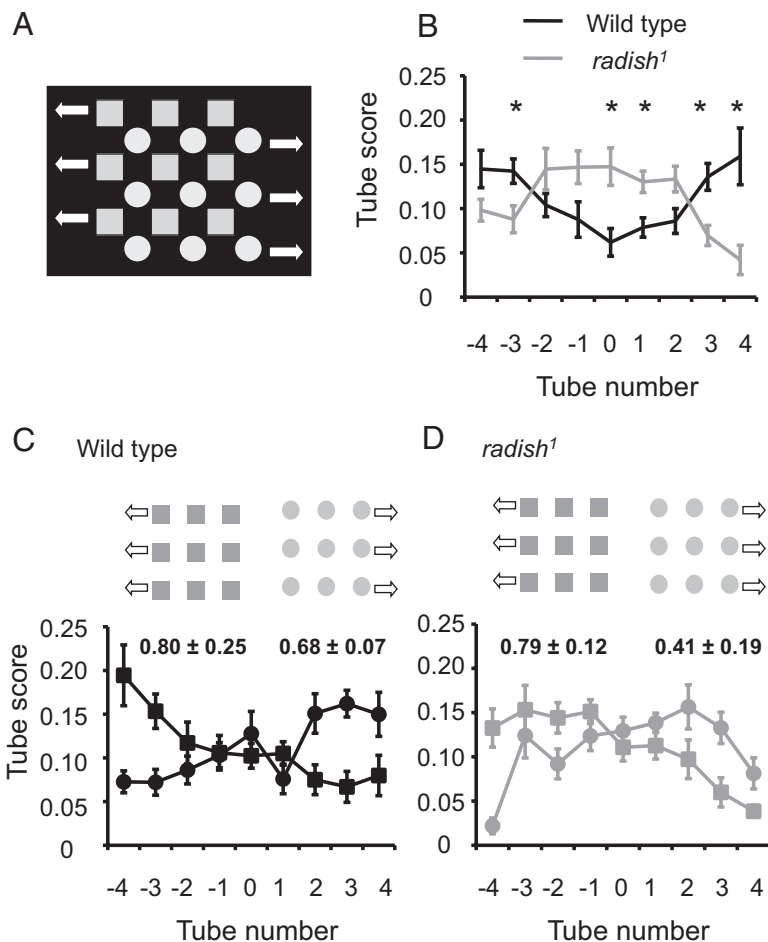 A
B
Wild type
radish¹
0.25
0.20
0.15
0.10
0.05
0
Tube score
* * * * *
-4 -3 -2 -1 0 1 2 3 4
Tube number
C Wild type
0.25
0.20
0.15
0.10
0.05
0
Tube score
0.80 ± 0.25 0.68 ± 0.07
-4 -3 -2 -1 0 1 2 3 4
Tube number
D radish¹
0.25
0.20
0.15
0.10
0.05
0
0.79 ± 0.12 0.41 ± 0.19
-4 -3 -2 -1 0 1 2 3 4
Tube number